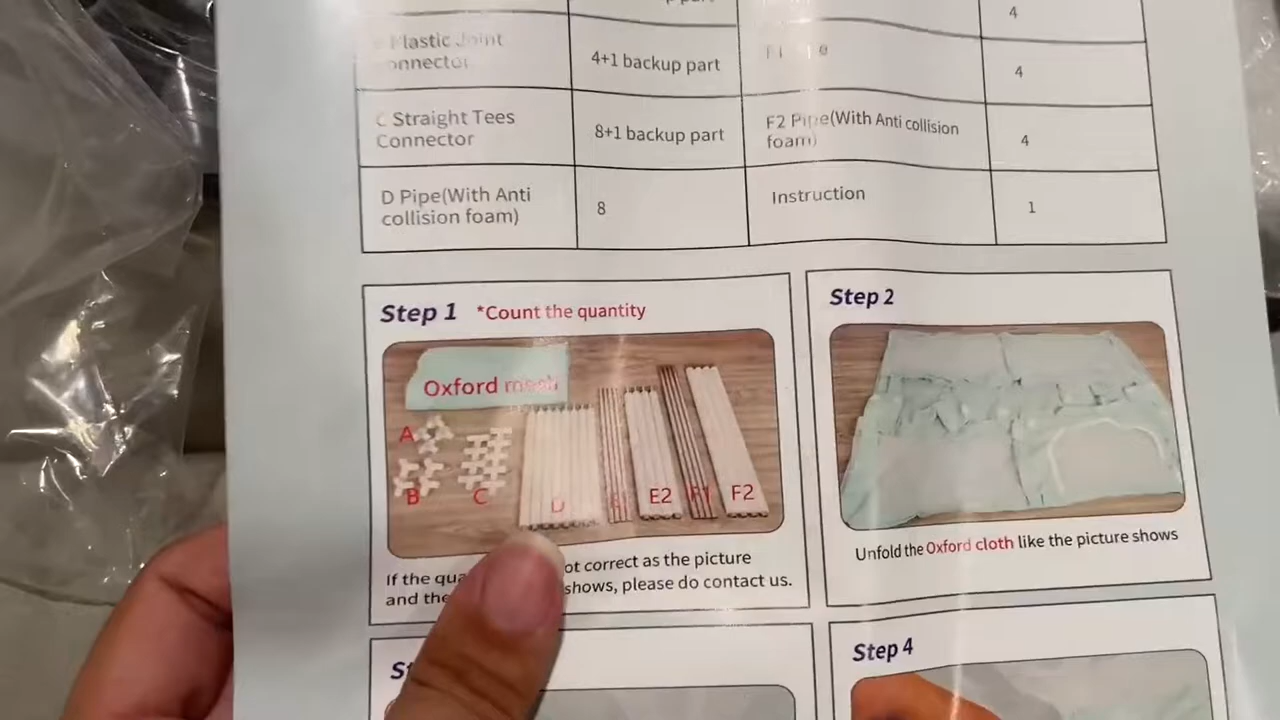 4
Plastic Joint
onnector
4+1 backup part
4
C Straight Tees
Connector
8+1 backup part
F2 Pipe(With Anti collision
foam)
4
D Pipe(With Anti
collision foam)
8
Instruction
1
Step 1 *Count the quantity
Oxford mesh
A
B
C
D
E2
F1
F2
If the qua
ot correct as the picture
and the
shows, please do contact us.
Step 2
Unfold the Oxford cloth like the picture shows
St
Step 4